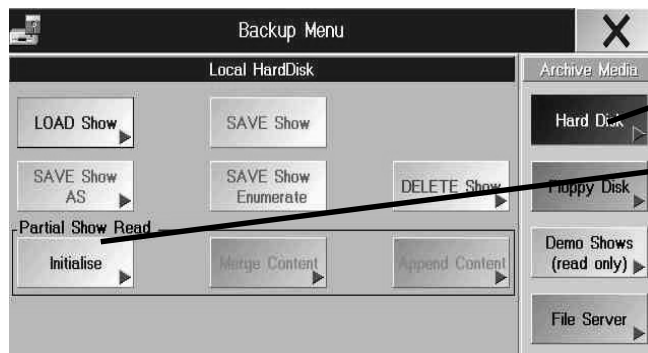 Backup Menu
Local HardDisk
Archive Media
LOAD Show
SAVE Show
Hard Disk
SAVE Show
AS
SAVE Show
Enumerate
DELETE Show
Floppy Disk
Partial Show Read
Initialise
Merge Content
Append Content
Demo Shows
(read only)
File Server